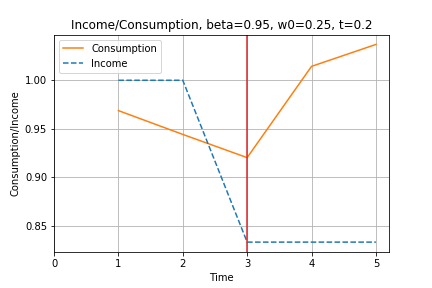 Income/Consumption, beta=0.95, w0=0.25, t=0.2
Consumption
Income
Consumption/Income
1.00
0.95
0.90
0.85
0 1 2 3 4 5
Time